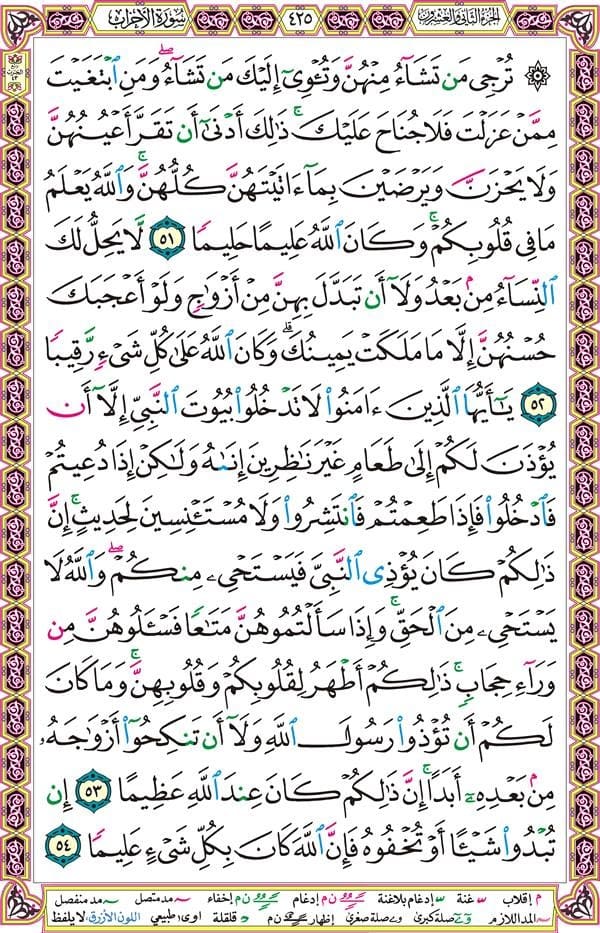 الجزء الثاني والعشرون ٤٢٥ سورة الأحزاب
۞ تُرْجِى مَن تَشَآءُ مِنْهُنَّ وَتُـْٔوِىٓ إِلَيْكَ مَن تَشَآءُۖ وَمَنِ ٱبْتَغَيْتَ
مِمَّنْ عَزَلْتَ فَلَا جُنَاحَ عَلَيْكَۚ ذَٰلِكَ أَدْنَىٰٓ أَن تَقَرَّ أَعْيُنُهُنَّ
وَلَا يَحْزَنَّ وَيَرْضَيْنَ بِمَآ ءَاتَيْتَهُنَّ كُلُّهُنَّۚ وَٱللَّهُ يَعْلَمُ
مَا فِى قُلُوبِكُمْۚ وَكَانَ ٱللَّهُ عَلِيمًا حَلِيمًا ٥١ لَّا يَحِلُّ لَكَ
ٱلنِّسَآءُ مِنۢ بَعْدُ وَلَآ أَن تَبَدَّلَ بِهِنَّ مِنْ أَزْوَٰجٍ وَلَوْ أَعْجَبَكَ
حُسْنُهُنَّ إِلَّا مَا مَلَكَتْ يَمِينُكَۗ وَكَانَ ٱللَّهُ عَلَىٰ كُلِّ شَىْءٍ رَّقِيبًا
٥٢ يَـٰٓأَيُّهَا ٱلَّذِينَ ءَامَنُوا۟ لَا تَدْخُلُوا۟ بُيُوتَ ٱلنَّبِىِّ إِلَّآ أَن
يُؤْذَنَ لَكُمْ إِلَىٰ طَعَامٍ غَيْرَ نَـٰظِرِينَ إِنَىٰهُ وَلَـٰكِنْ إِذَا دُعِيتُمْ
فَٱدْخُلُوا۟ فَإِذَا طَعِمْتُمْ فَٱنتَشِرُوا۟ وَلَا مُسْتَـْٔنِسِينَ لِحَدِيثٍۚ إِنَّ
ذَٰلِكُمْ كَانَ يُؤْذِى ٱلنَّبِىَّ فَيَسْتَحْىِۦ مِنكُمْۖ وَٱللَّهُ لَا
يَسْتَحْىِۦ مِنَ ٱلْحَقِّۚ وَإِذَا سَأَلْتُمُوهُنَّ مَتَـٰعًا فَسْـَٔلُوهُنَّ مِن
وَرَآءِ حِجَابٍۚ ذَٰلِكُمْ أَطْهَرُ لِقُلُوبِكُمْ وَقُلُوبِهِنَّۚ وَمَا كَانَ
لَكُمْ أَن تُؤْذُوا۟ رَسُولَ ٱللَّهِ وَلَآ أَن تَنكِحُوٓا۟ أَزْوَٰجَهُۥ
مِنۢ بَعْدِهِۦٓ أَبَدًاۚ إِنَّ ذَٰلِكُمْ كَانَ عِندَ ٱللَّهِ عَظِيمًا ٥٣ إِن
تُبْدُوا۟ شَيْـًٔا أَوْ تُخْفُوهُ فَإِنَّ ٱللَّهَ كَانَ بِكُلِّ شَىْءٍ عَلِيمًا ٥٤
م إقلاب غنة إدغام بلاغنة ن م إدغام ن م إخفاء مد متصل مد منفصل
المد اللازم صلة كبرى صلة صغرى إظهار ن م قلقلة اوى طبيعي اللون الأزرق لا يلفظ